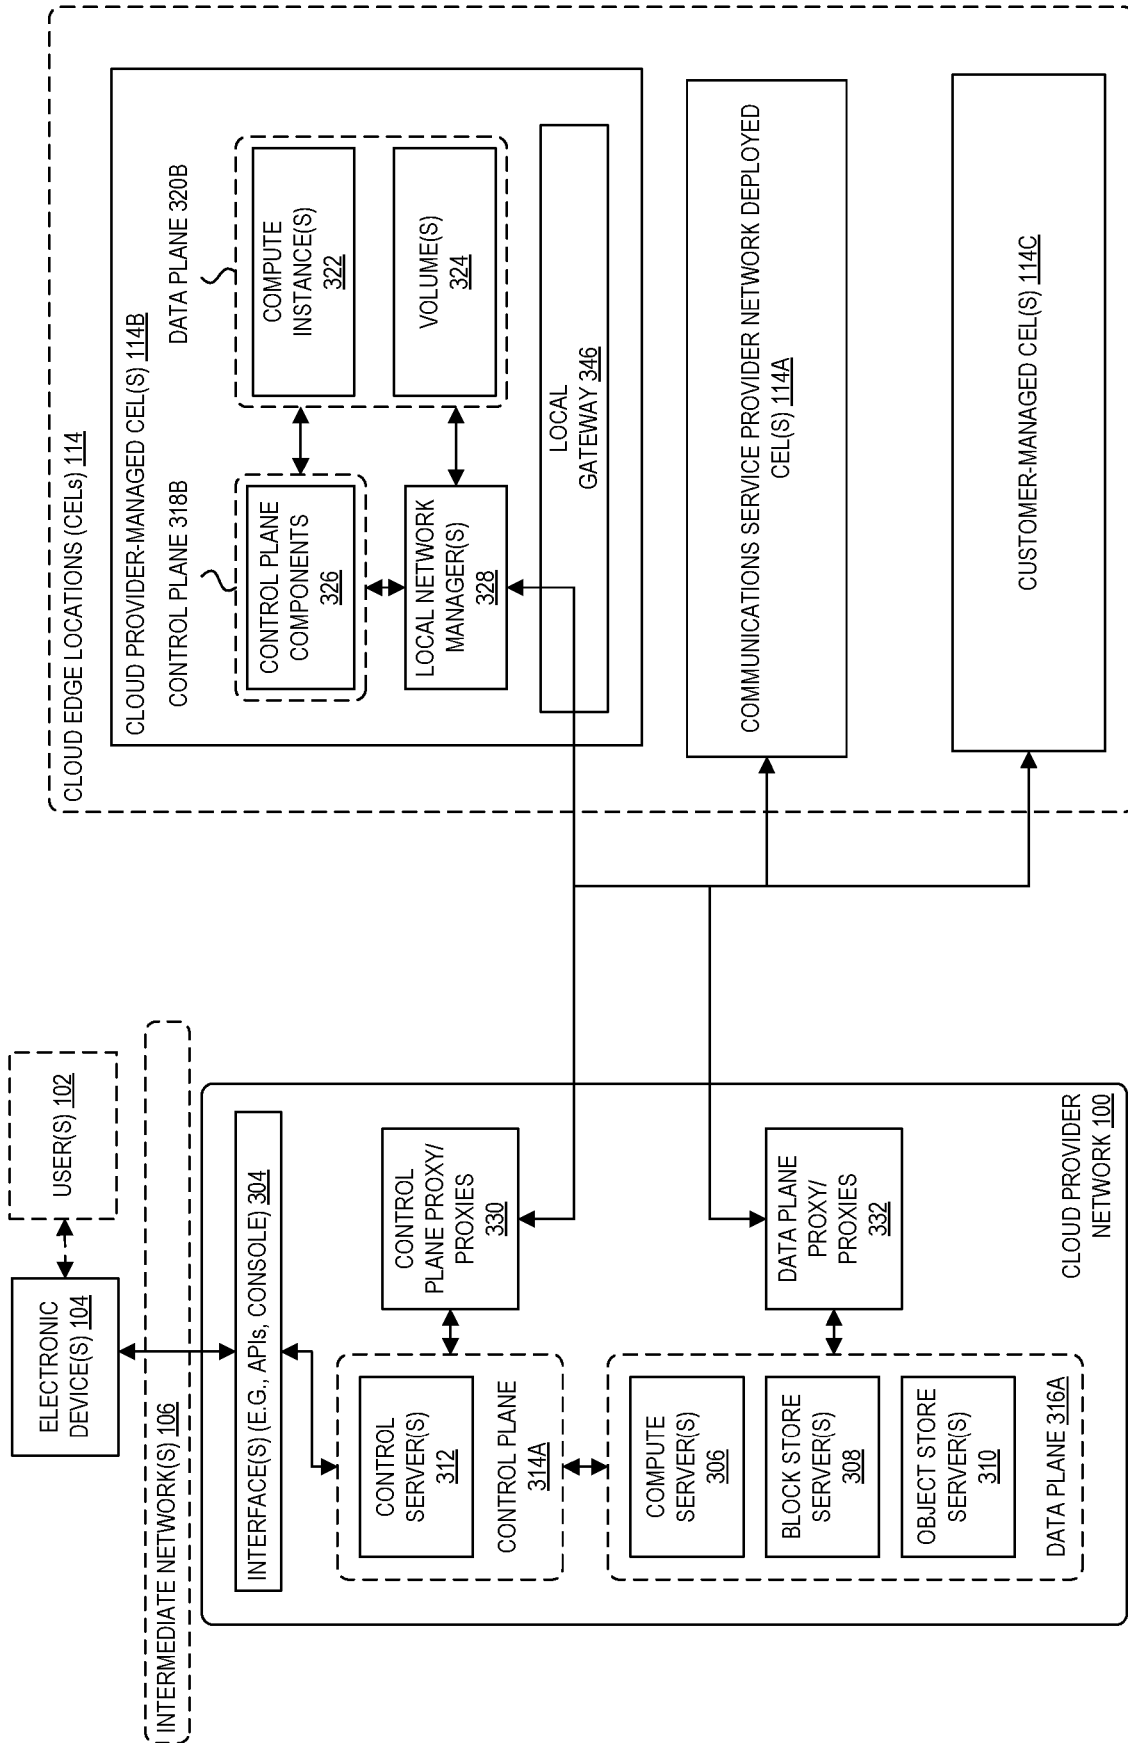 USER(S) 102
ELECTRONIC
DEVICE(S) 104
INTERMEDIATE NETWORK(S) 106
INTERFACE(S) (E.G., APIs, CONSOLE) 304
CONTROL
SERVER(S)
312
CONTROL PLANE
314A
CONTROL
PLANE PROXY/
PROXIES
330
COMPUTE
SERVER(S)
306
BLOCK STORE
SERVER(S)
308
OBJECT STORE
SERVER(S)
310
DATA PLANE 316A
DATA PLANE
PROXY/
PROXIES
332
CLOUD PROVIDER
NETWORK 100
CLOUD EDGE LOCATIONS (CELs) 114
CLOUD PROVIDER-MANAGED CEL(S) 114B
CONTROL PLANE 318B
DATA PLANE 320B
CONTROL PLANE
COMPONENTS
326
COMPUTE
INSTANCE(S)
322
LOCAL NETWORK
MANAGER(S)
328
VOLUME(S)
324
LOCAL
GATEWAY 346
COMMUNICATIONS SERVICE PROVIDER NETWORK DEPLOYED
CEL(S) 114A
CUSTOMER-MANAGED CEL(S) 114C